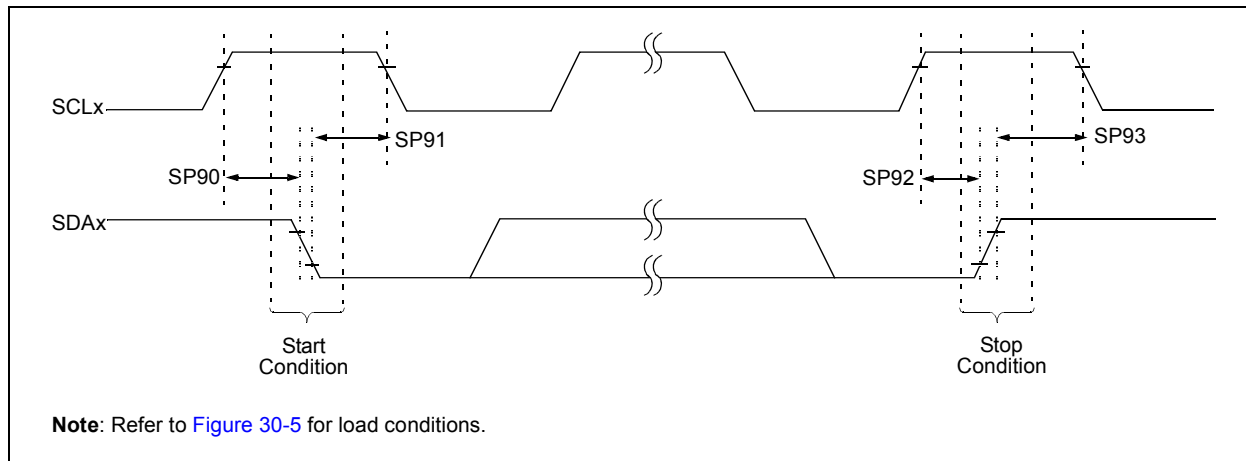 SCLx
SP91
SP93
SP90
SP92
SDAx
Start
Condition
Stop
Condition
Note: Refer to Figure 30-5 for load conditions.